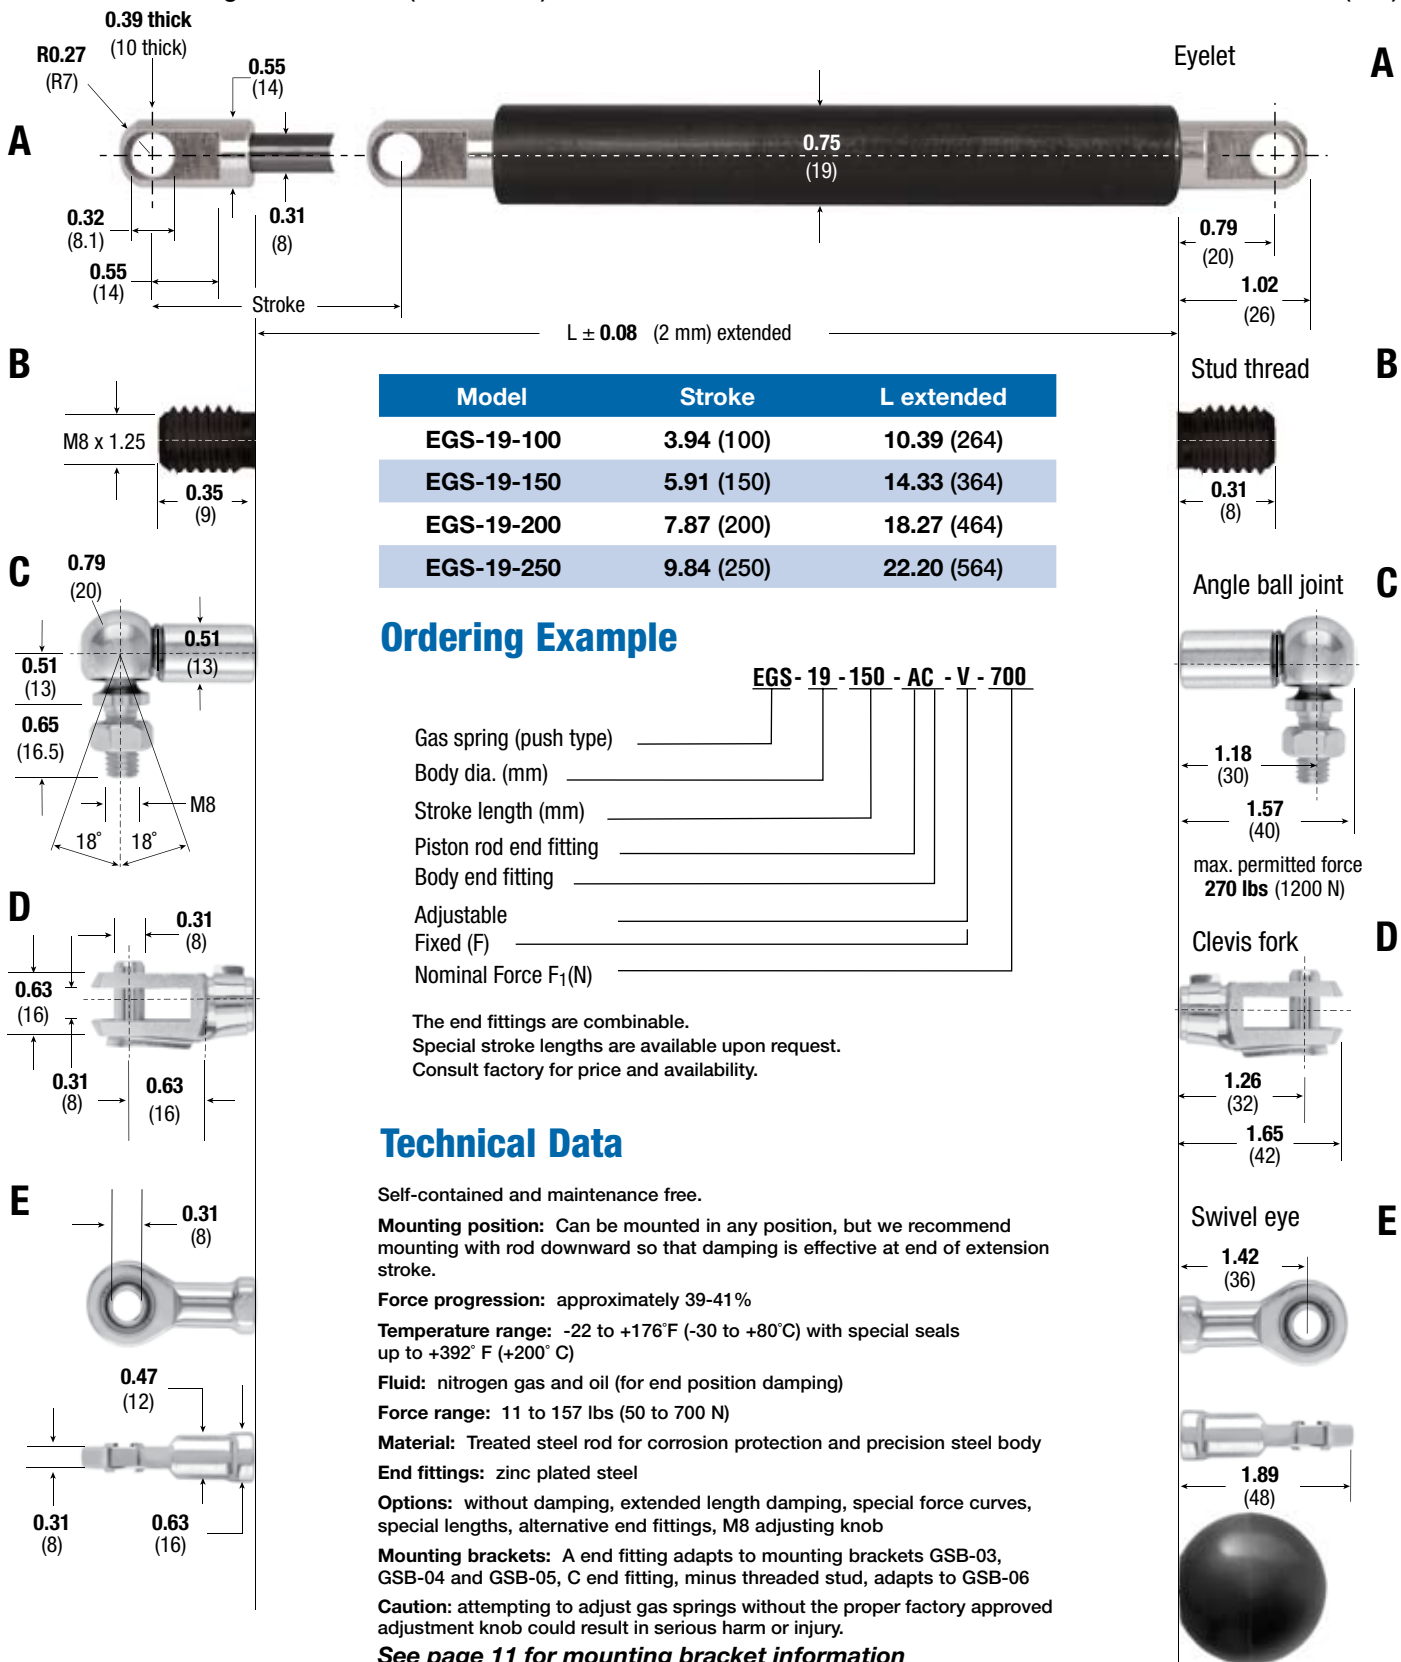 0.39 thick
(10 thick)
R0.27
(R7)
0.55
(14)
Eyelet
A
A
0.75
(19)
0.32
(8.1)
0.31
(8)
0.55
(14)
Stroke
0.79
(20)
1.02
(26)
L ± 0.08 (2 mm) extended
B
Stud thread
B
M8 x 1.25
0.35
(9)
0.31
(8)
Model Stroke L extended
EGS-19-100 3.94 (100) 10.39 (264)
EGS-19-150 5.91 (150) 14.33 (364)
EGS-19-200 7.87 (200) 18.27 (464)
EGS-19-250 9.84 (250) 22.20 (564)
C
0.79
(20)
0.51
(13)
0.51
(13)
0.65
(16.5)
M8
18° 18°
Angle ball joint
C
1.18
(30)
1.57
(40)
max. permitted force
270 lbs (1200 N)
Ordering Example
EGS- 19 - 150 - AC - V - 700
Gas spring (push type)
Body dia. (mm)
Stroke length (mm)
Piston rod end fitting
Body end fitting
Adjustable
Fixed (F)
Nominal Force F1(N)
The end fittings are combinable.
Special stroke lengths are available upon request.
Consult factory for price and availability.
D
0.31
(8)
0.63
(16)
0.31
(8)
0.63
(16)
Clevis fork
D
1.26
(32)
1.65
(42)
Technical Data
Self-contained and maintenance free.
Mounting position: Can be mounted in any position, but we recommend
mounting with rod downward so that damping is effective at end of extension
stroke.
Force progression: approximately 39-41%
Temperature range: -22 to +176°F (-30 to +80°C) with special seals
up to +392° F (+200° C)
Fluid: nitrogen gas and oil (for end position damping)
Force range: 11 to 157 lbs (50 to 700 N)
Material: Treated steel rod for corrosion protection and precision steel body
End fittings: zinc plated steel
Options: without damping, extended length damping, special force curves,
special lengths, alternative end fittings, M8 adjusting knob
Mounting brackets: A end fitting adapts to mounting brackets GSB-03,
GSB-04 and GSB-05, C end fitting, minus threaded stud, adapts to GSB-06
Caution: attempting to adjust gas springs without the proper factory approved
adjustment knob could result in serious harm or injury.
See page 11 for mounting bracket information
E
0.31
(8)
0.47
(12)
0.31
(8)
0.63
(16)
Swivel eye
E
1.42
(36)
1.89
(48)